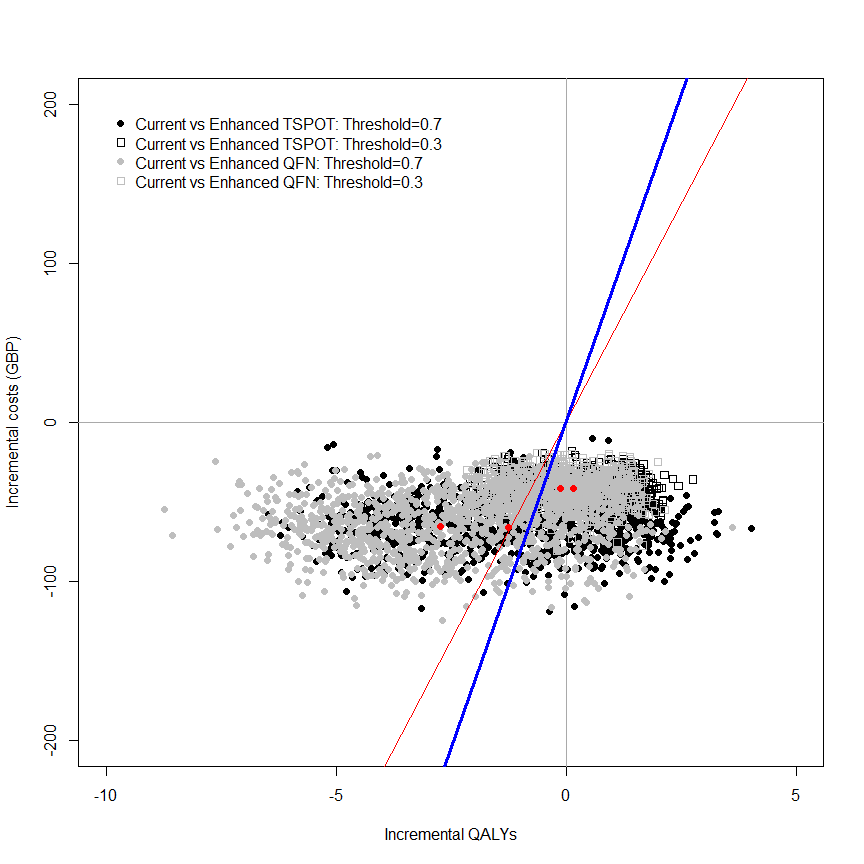 Current vs Enhanced TSPOT: Threshold=0.7
Current vs Enhanced TSPOT: Threshold=0.3
Current vs Enhanced QFN: Threshold=0.7
Current vs Enhanced QFN: Threshold=0.3
200
100
0
-100
-200
Incremental costs (GBP)
-10
-5
0
5
Incremental QALYs